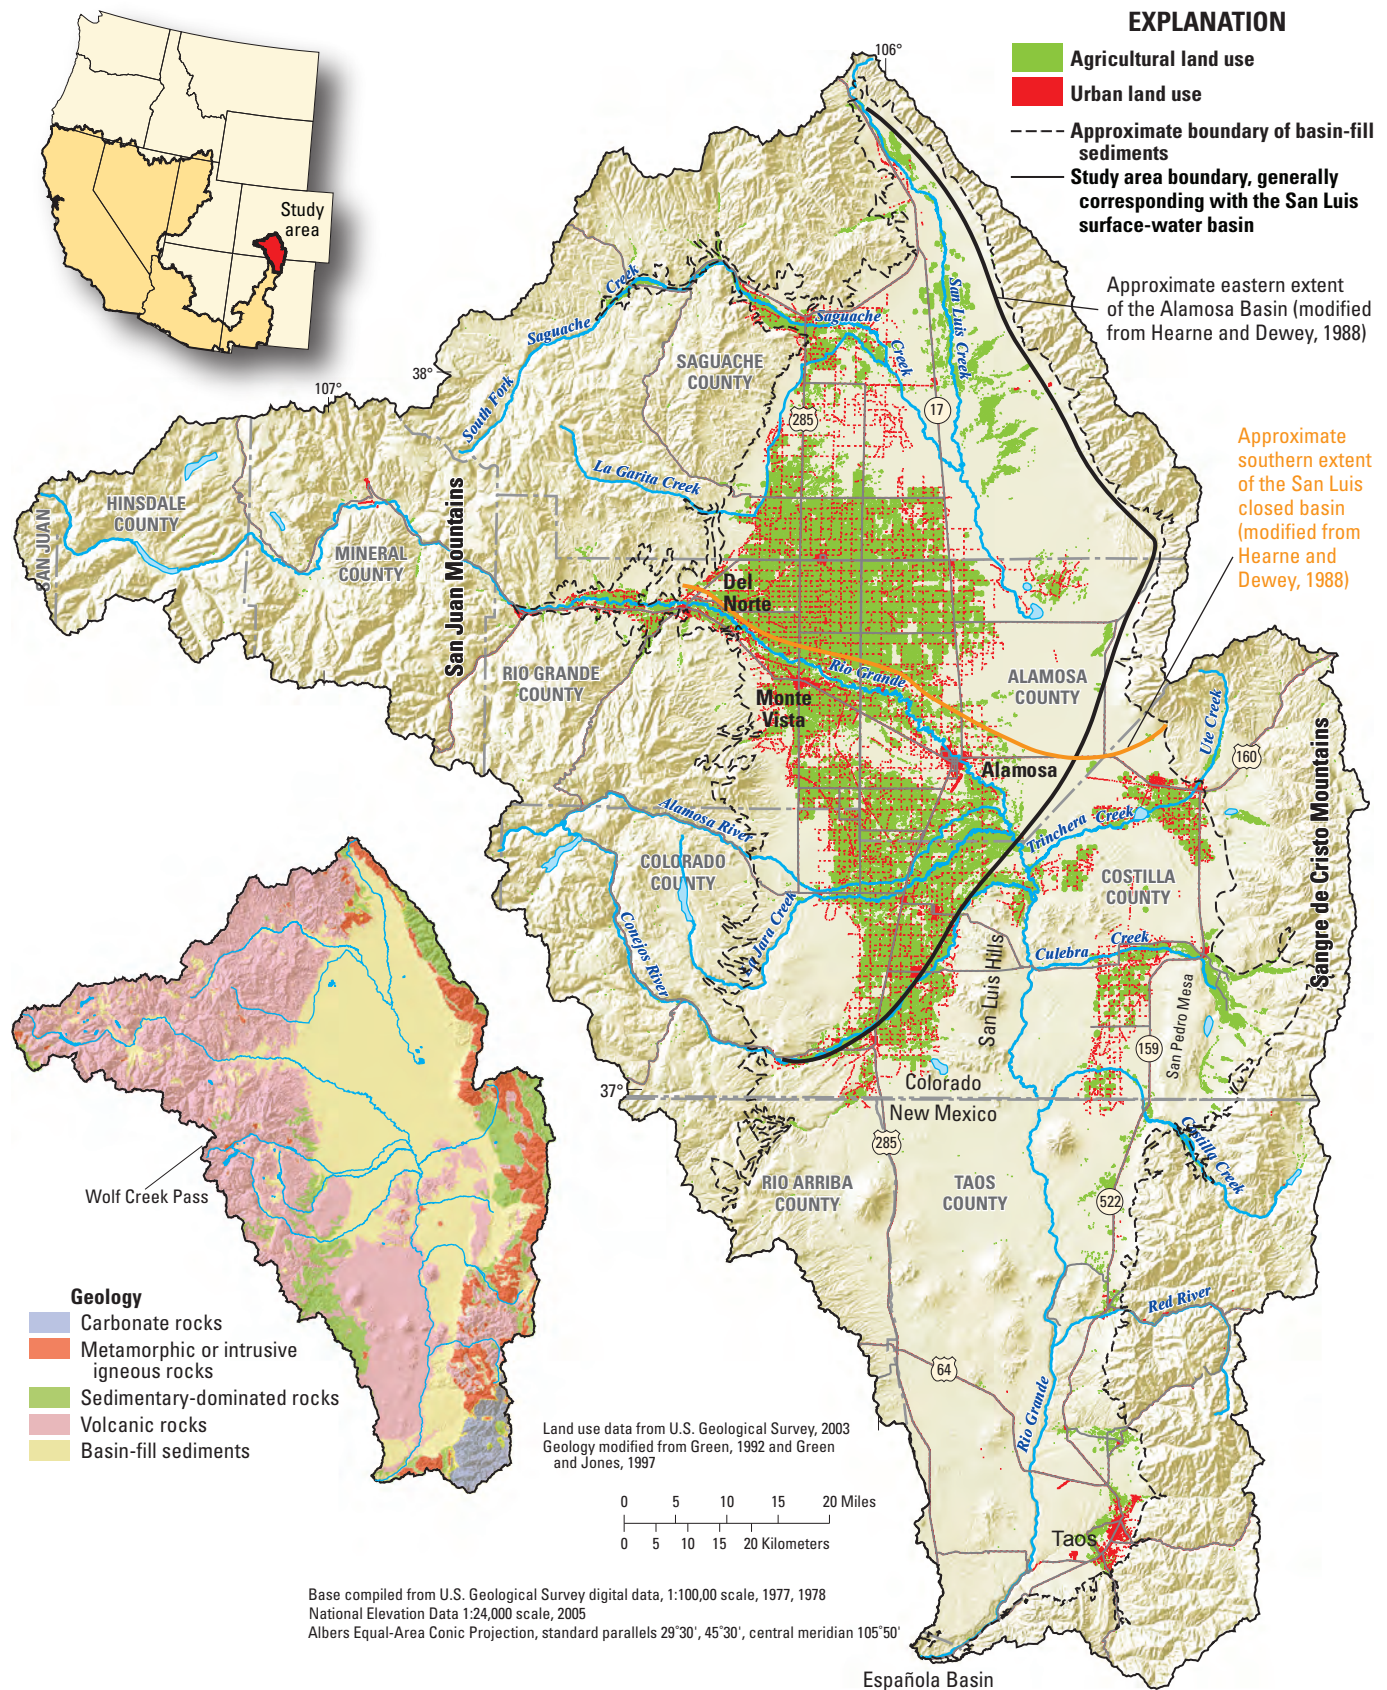 EXPLANATION
Agricultural land use
Urban land use
Approximate boundary of basin-fill
sediments
Study area boundary, generally
corresponding with the San Luis
surface-water basin
Approximate eastern extent
of the Alamosa Basin (modified
from Hearne and Dewey, 1988)
Approximate
southern extent
of the San Luis
closed basin
(modified from
Hearne and
Dewey, 1988)
Study
area
106°
107°
38°
37°
South Fork
Saguache
Creek
Saguache
Creek
San Luis Creek
SAGUACHE
COUNTY
285
17
La Garita Creek
HINSDALE
COUNTY
SAN JUAN
MINERAL
COUNTY
San Juan Mountains
Del
Norte
RIO GRANDE
COUNTY
Rio Grande
Monte
Vista
ALAMOSA
COUNTY
Alamosa
Ute Creek
160
Sangre de Cristo Mountains
Alamosa River
COLORADO
COUNTY
La Jara Creek
Conejos River
Trinchera Creek
COSTILLA
COUNTY
Culebra Creek
San Luis Hills
San Pedro Mesa
159
Colorado
New Mexico
285
Costilla Creek
RIO ARRIBA
COUNTY
TAOS
COUNTY
522
Red River
64
Rio Grande
Taos
Española Basin
Wolf Creek Pass
Geology
Carbonate rocks
Metamorphic or intrusive
igneous rocks
Sedimentary-dominated rocks
Volcanic rocks
Basin-fill sediments
Land use data from U.S. Geological Survey, 2003
Geology modified from Green, 1992 and Green
and Jones, 1997
0 5 10 15 20 Miles
0 5 10 15 20 Kilometers
Base compiled from U.S. Geological Survey digital data, 1:100,00 scale, 1977, 1978
National Elevation Data 1:24,000 scale, 2005
Albers Equal-Area Conic Projection, standard parallels 29°30', 45°30', central meridian 105°50'